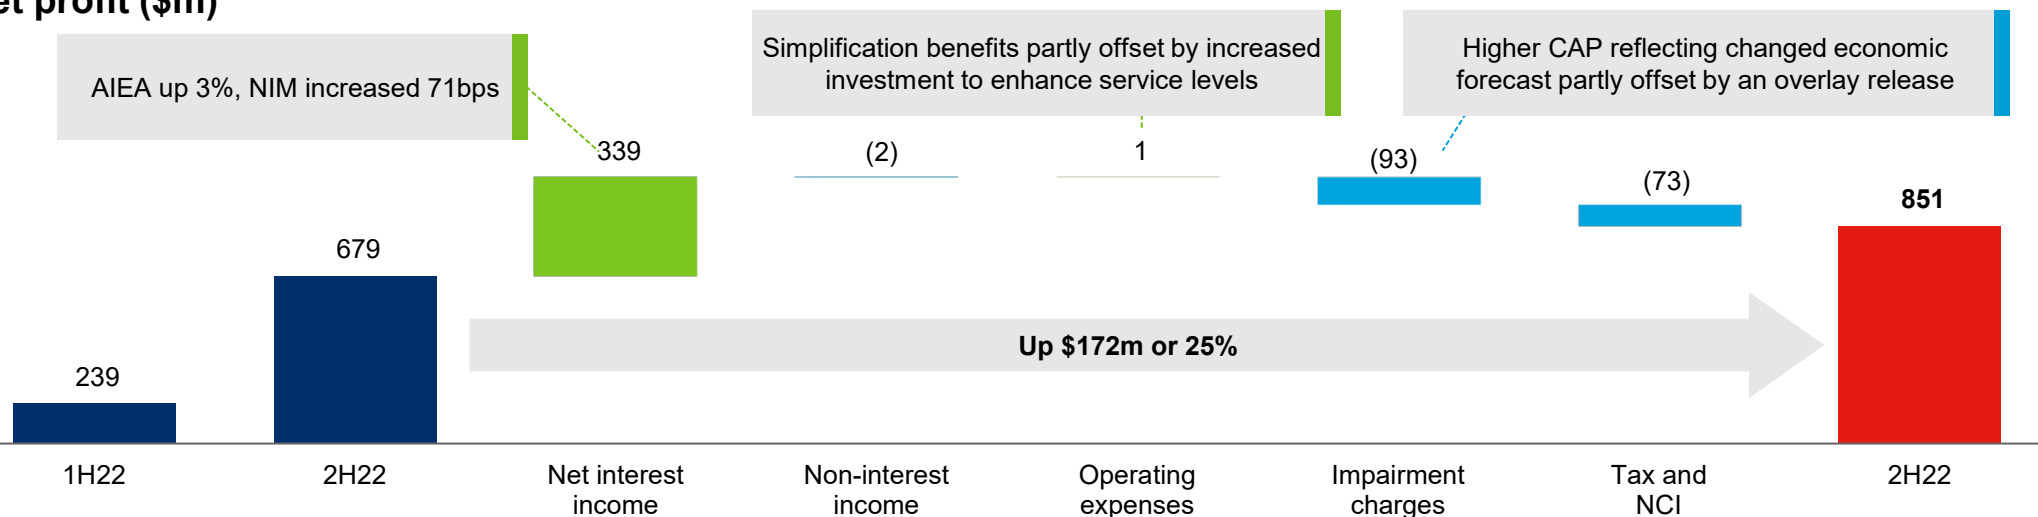 et profit ($m)
AIEA up 3%, NIM increased 71bps
Simplification benefits partly offset by increased
investment to enhance service levels
Higher CAP reflecting changed economic
forecast partly offset by an overlay release
239
679
339
(2)
1
(93)
(73)
851
Up $172m or 25%
1H22
2H22
Net interest
income
Non-interest
income
Operating
expenses
Impairment
charges
Tax and
NCI
2H22